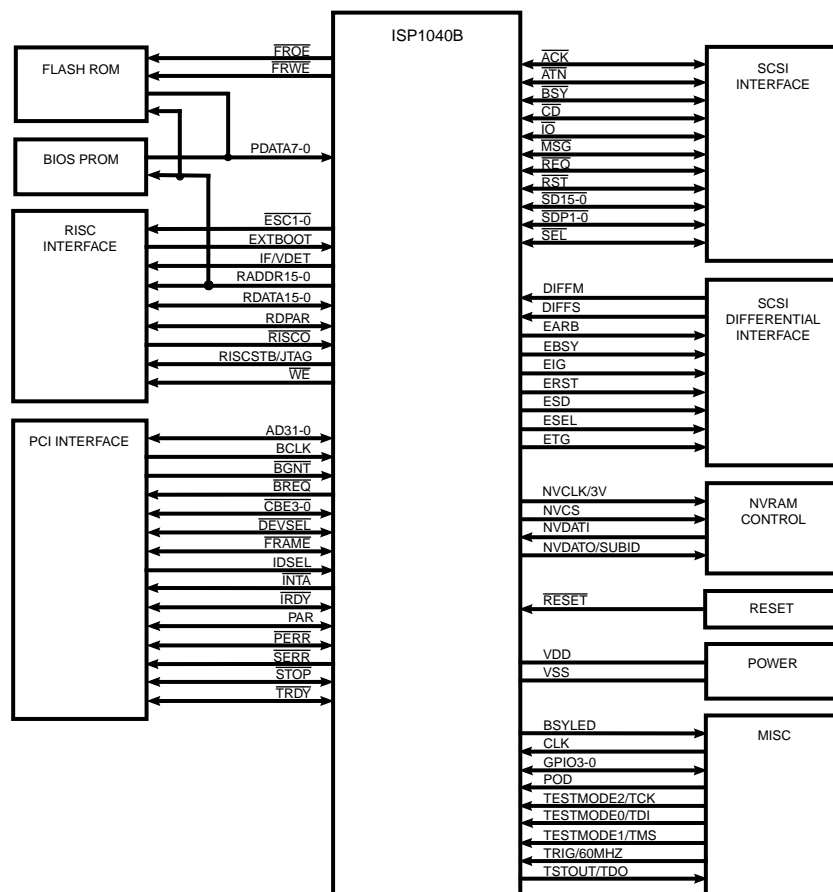 ISP1040B
FLASH ROM
FROE
FRWE
BIOS PROM
PDATA7-0
RISC
INTERFACE
ESC1-0
EXTBOOT
IF/VDET
RADDR15-0
RDATA15-0
RDPAR
RISCO
RISCSTB/JTAG
WE
PCI INTERFACE
AD31-0
BCLK
BGNT
BREQ
CBE3-0
DEVSEL
FRAME
IDSEL
INTA
IRDY
PAR
PERR
SERR
STOP
TRDY
ACK
ATN
BSY
CD
IO
MSG
REQ
RST
SD15-0
SDP1-0
SEL
SCSI
INTERFACE
DIFFM
DIFFS
EARB
EBSY
EIG
ERST
ESD
ESEL
ETG
SCSI
DIFFERENTIAL
INTERFACE
NVCLK/3V
NVCS
NVDATI
NVDATO/SUBID
NVRAM
CONTROL
RESET
RESET
VDD
VSS
POWER
BSYLED
CLK
GPIO3-0
POD
TESTMODE2/TCK
TESTMODE0/TDI
TESTMODE1/TMS
TRIG/60MHZ
TSTOUT/TDO
MISC